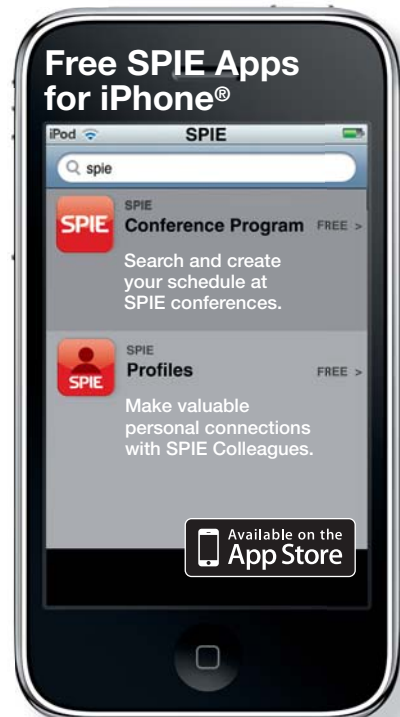 Free SPIE Apps
for iPhone®
iPod SPIE
spie
SPIE
SPIE
Conference Program FREE >
Search and create
your schedule at
SPIE conferences.
SPIE
SPIE
Profiles FREE >
Make valuable
personal connections
with SPIE Colleagues.
Available on the
App Store